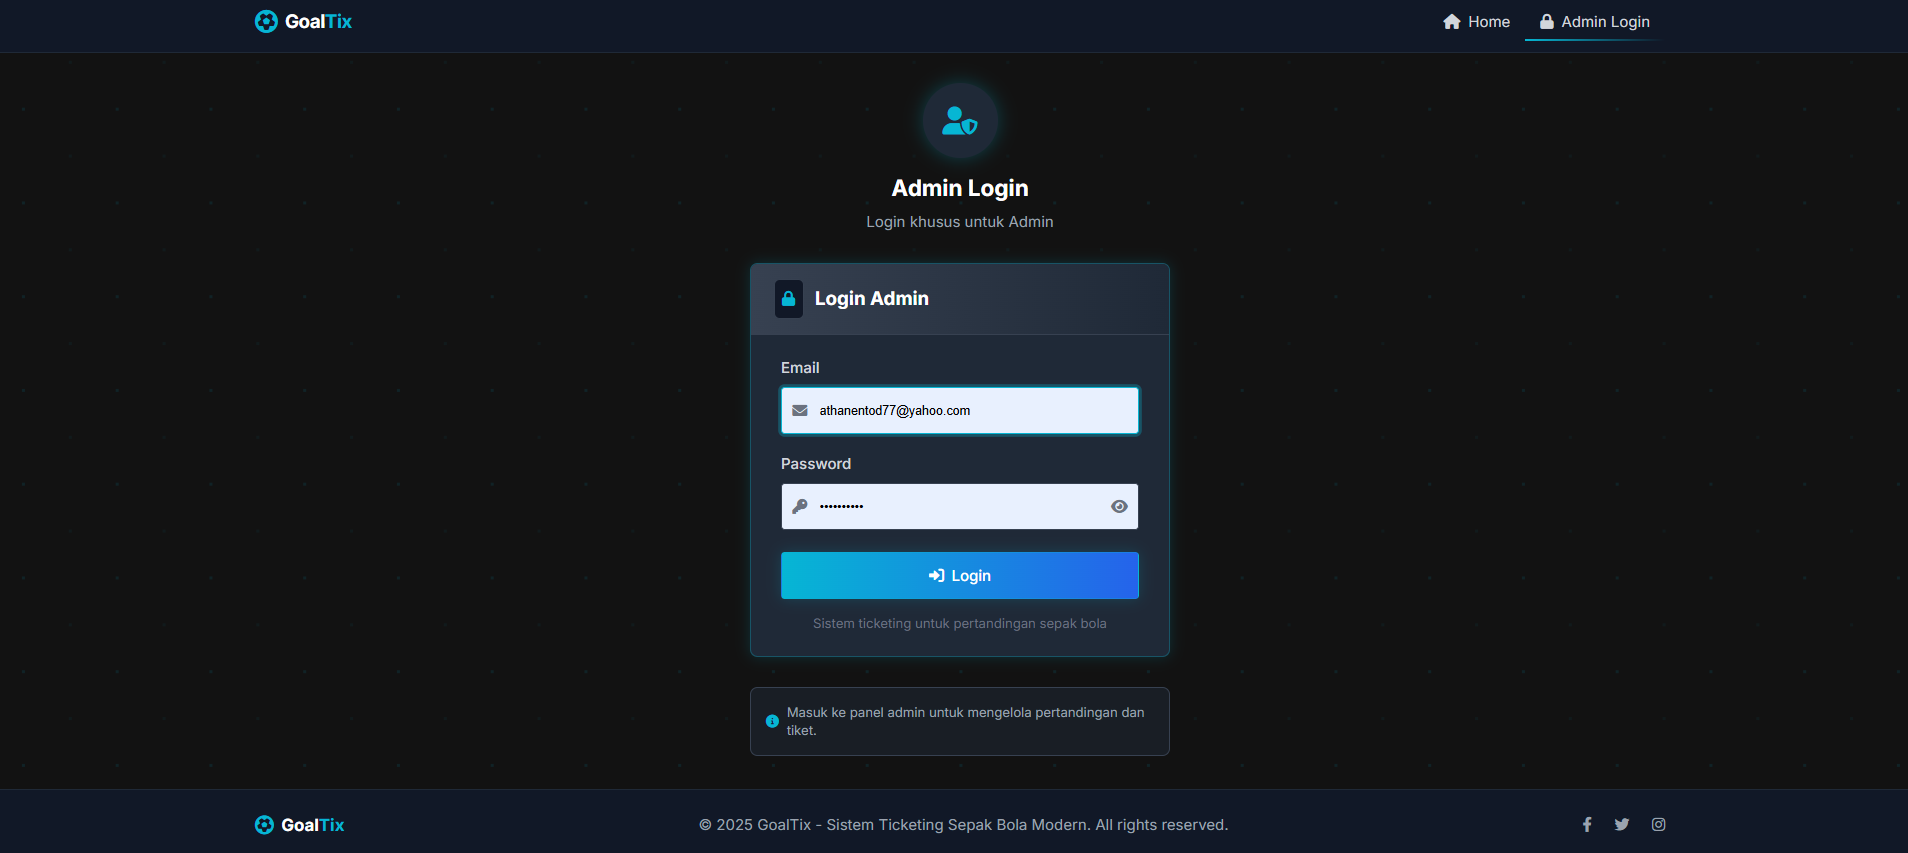 GoalTix
Home
Admin Login
Admin Login
Login khusus untuk Admin
Login Admin
Email
athanentod77@yahoo.com
Password
••••••••••
Login
Sistem ticketing untuk pertandingan sepak bola
Masuk ke panel admin untuk mengelola pertandingan dan
tiket.
GoalTix
© 2025 GoalTix - Sistem Ticketing Sepak Bola Modern. All rights reserved.